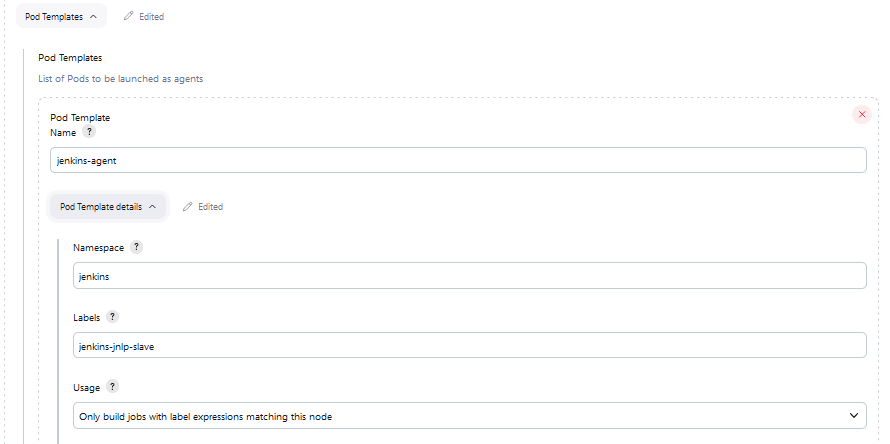 Pod Templates
Edited
Pod Templates
List of Pods to be launched as agents
Pod Template
Name ?
jenkins-agent
Pod Template details
Edited
Namespace ?
jenkins
Labels ?
jenkins-jnlp-slave
Usage ?
Only build jobs with label expressions matching this node